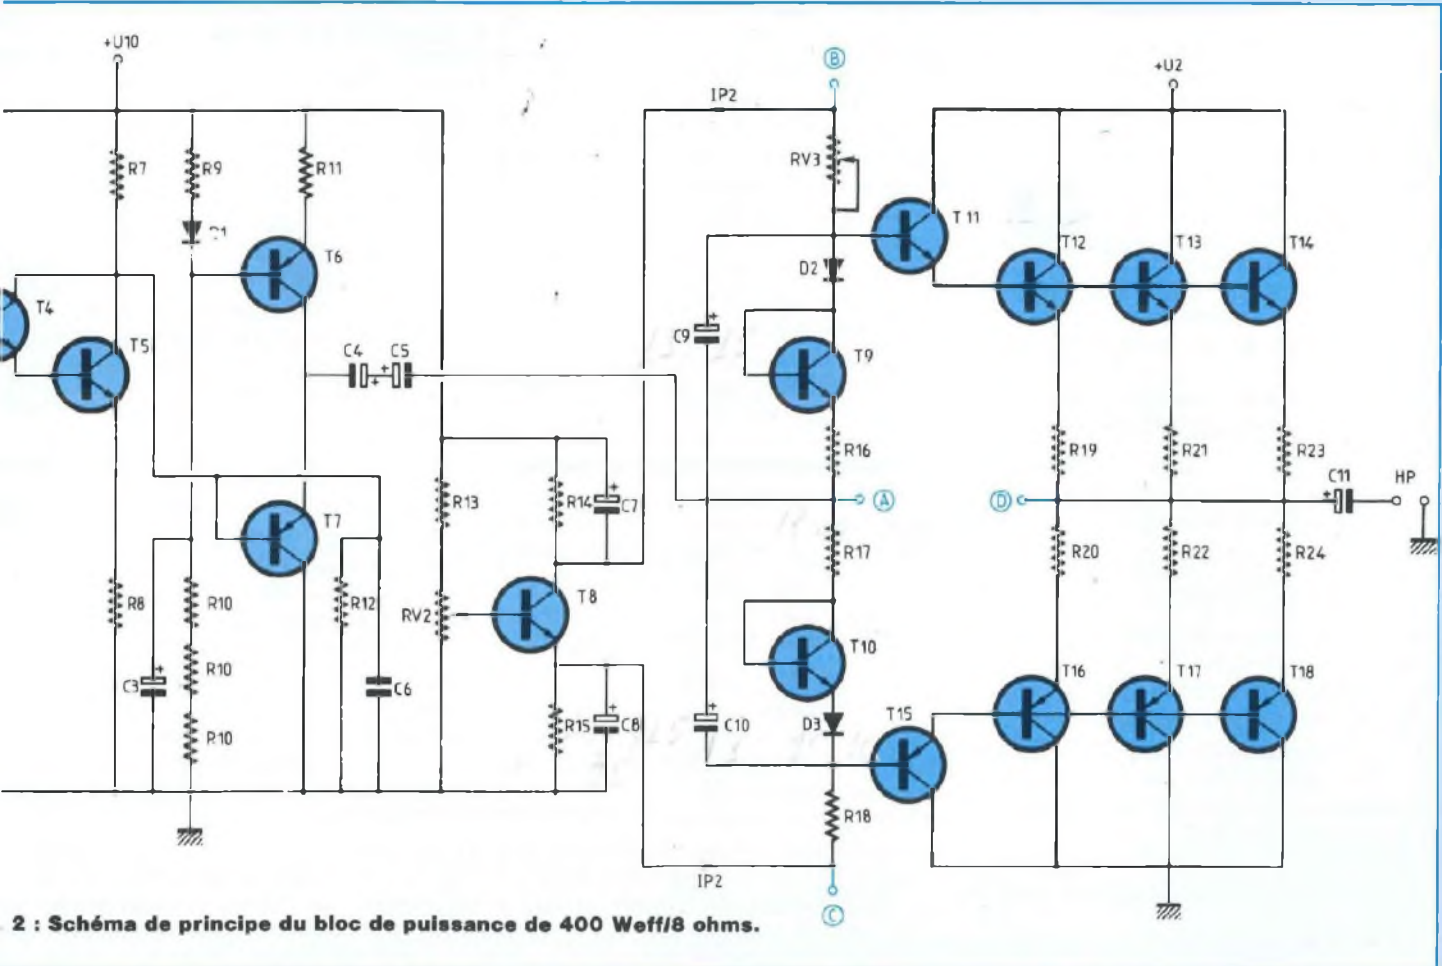 +U10
+U2
B
IP2
RV3
R7
R9
R11
T11
T12
T13
T14
T6
D2
T4
T5
C4
C5
C9
T9
R16
R19
R21
R23
C11
HP
A
D
R13
R14
C7
T7
R17
R20
R22
R24
R8
R10
R12
RV2
T8
T10
R10
C3
C6
R15
C8
C10
D3
T15
T16
T17
T18
R10
R18
IP2
C
2 : Schéma de principe du bloc de puissance de 400 Weff/8 ohms.